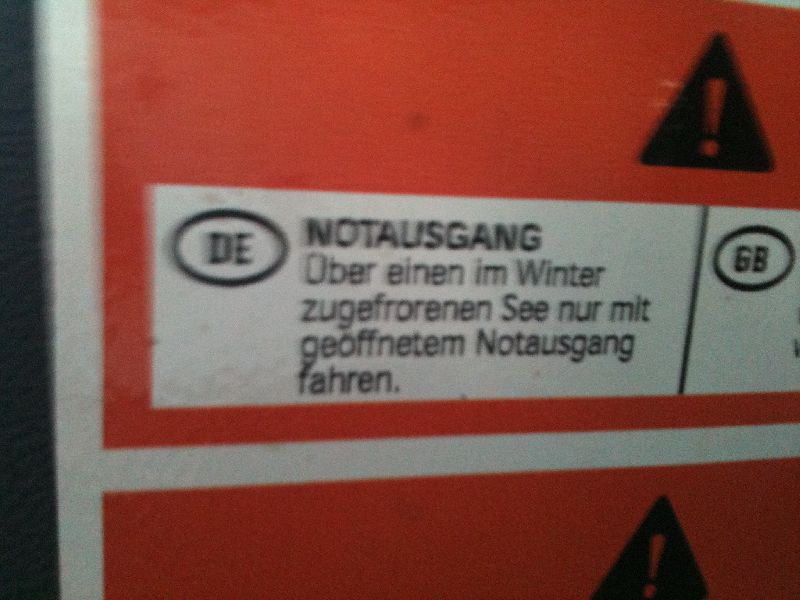 DE
NOTAUSGANG
Über einen im Winter
zugefrorenen See nur mit
geöffnetem Notausgang
fahren.
GB